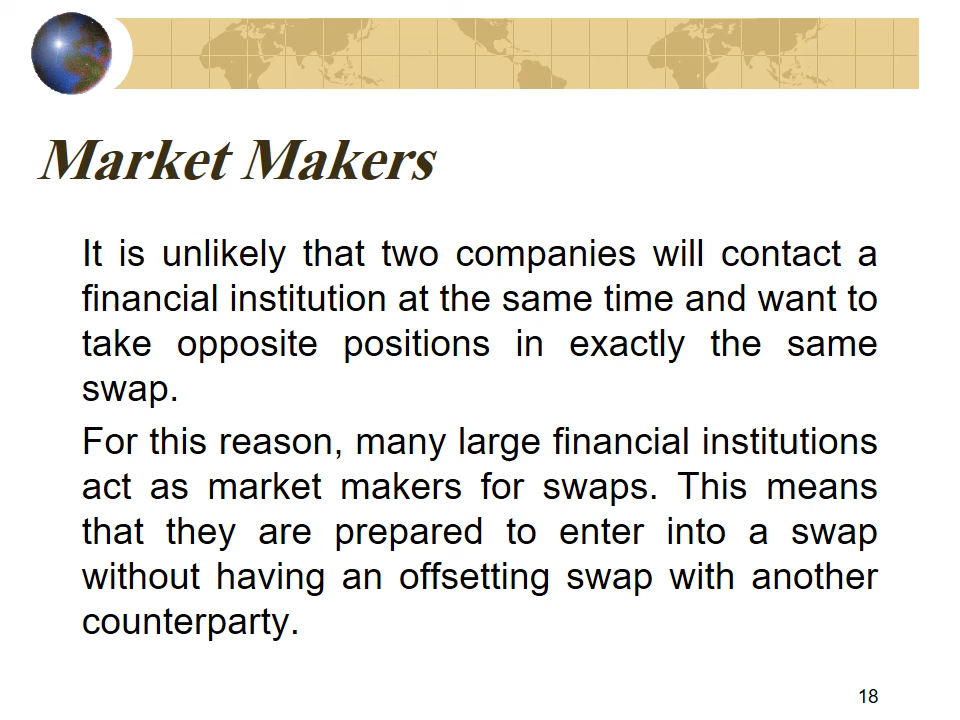 Market Makers
It is unlikely that two companies will contact a
financial institution at the same time and want to
take opposite positions in exactly the same
swap.
For this reason, many large financial institutions
act as market makers for swaps. This means
that they are prepared to enter into a swap
without having an offsetting swap with another
counterparty.
18